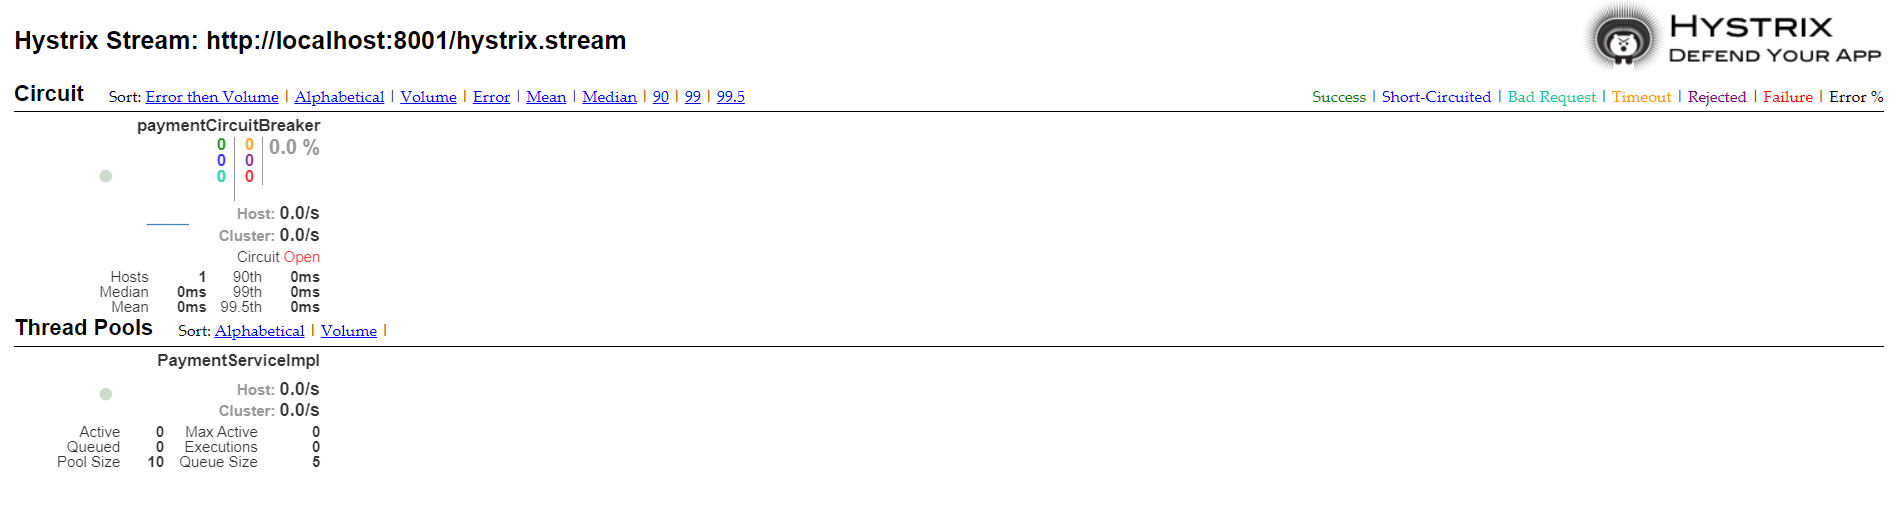 Hystrix Stream: http://localhost:8001/hystrix.stream
HYSTRIX
DEFEND YOUR APP
Circuit Sort: Error then Volume | Alphabetical | Volume | Error | Mean | Median | 90 | 99 | 99.5
Success | Short-Circuited | Bad Request | Timeout | Rejected | Failure | Error %
paymentCircuitBreaker
0 0 0.0 %
0 0
0 0
Host: 0.0/s
Cluster: 0.0/s
Circuit Open
Hosts 1 90th 0ms
Median 0ms 99th 0ms
Mean 0ms 99.5th 0ms
Thread Pools Sort: Alphabetical | Volume |
PaymentServiceImpl
Host: 0.0/s
Cluster: 0.0/s
Active 0 Max Active 0
Queued 0 Executions 0
Pool Size 10 Queue Size 5